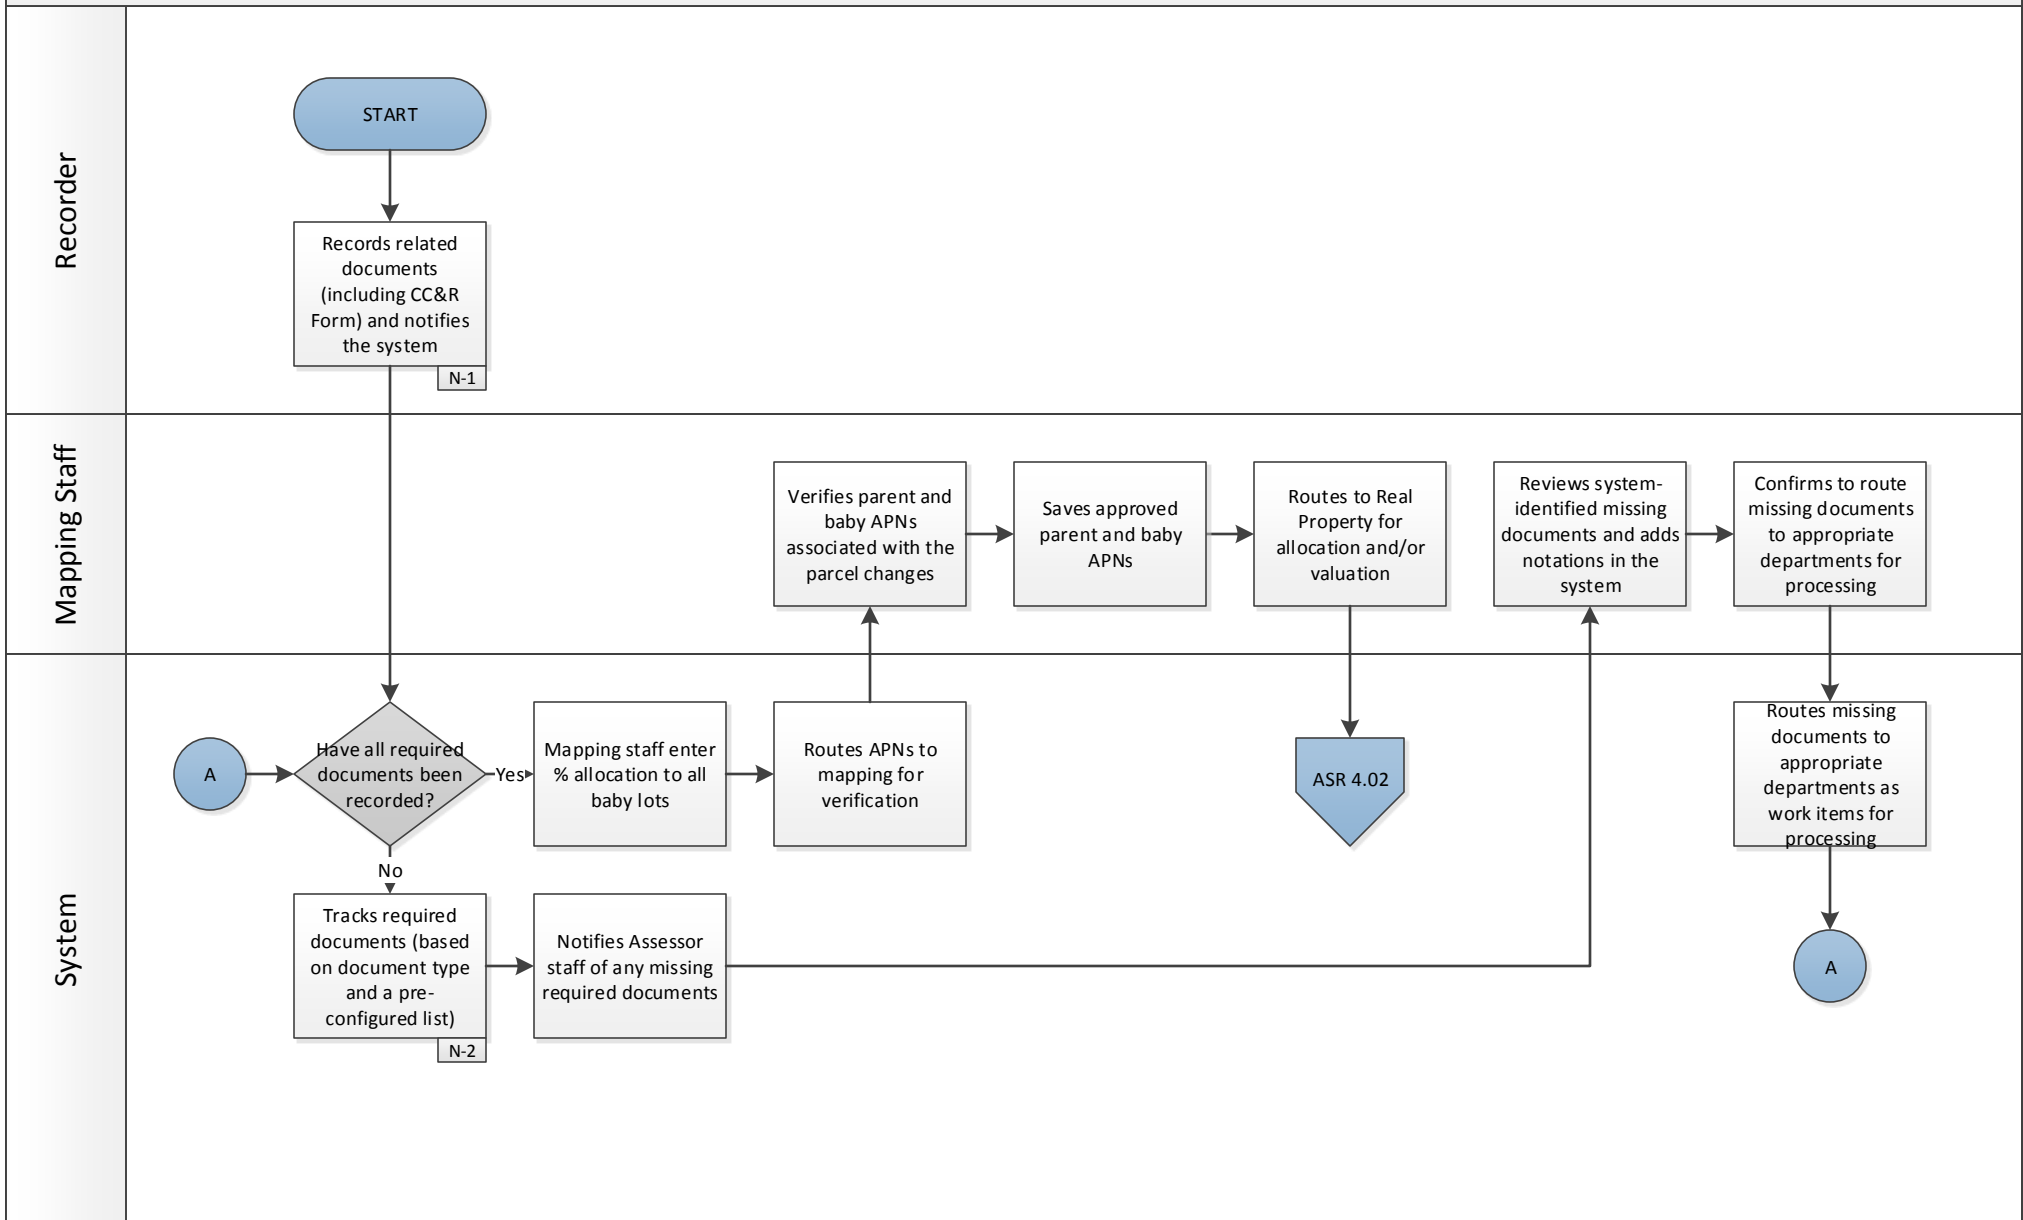 Recorder
START
Records related
documents
(including CC&R
Form) and notifies
the system
N-1
Mapping Staff
Verifies parent and
baby APNs
associated with the
parcel changes
Saves approved
parent and baby
APNs
Routes to Real
Property for
allocation and/or
valuation
Reviews system-
identified missing
documents and adds
notations in the
system
Confirms to route
missing documents
to appropriate
departments for
processing
System
A
Have all required
documents been
recorded?
Yes
Mapping staff enter
% allocation to all
baby lots
Routes APNs to
mapping for
verification
ASR 4.02
Routes missing
documents to
appropriate
departments as
work items for
processing
No
Tracks required
documents (based
on document type
and a pre-
configured list)
N-2
Notifies Assessor
staff of any missing
required documents
A